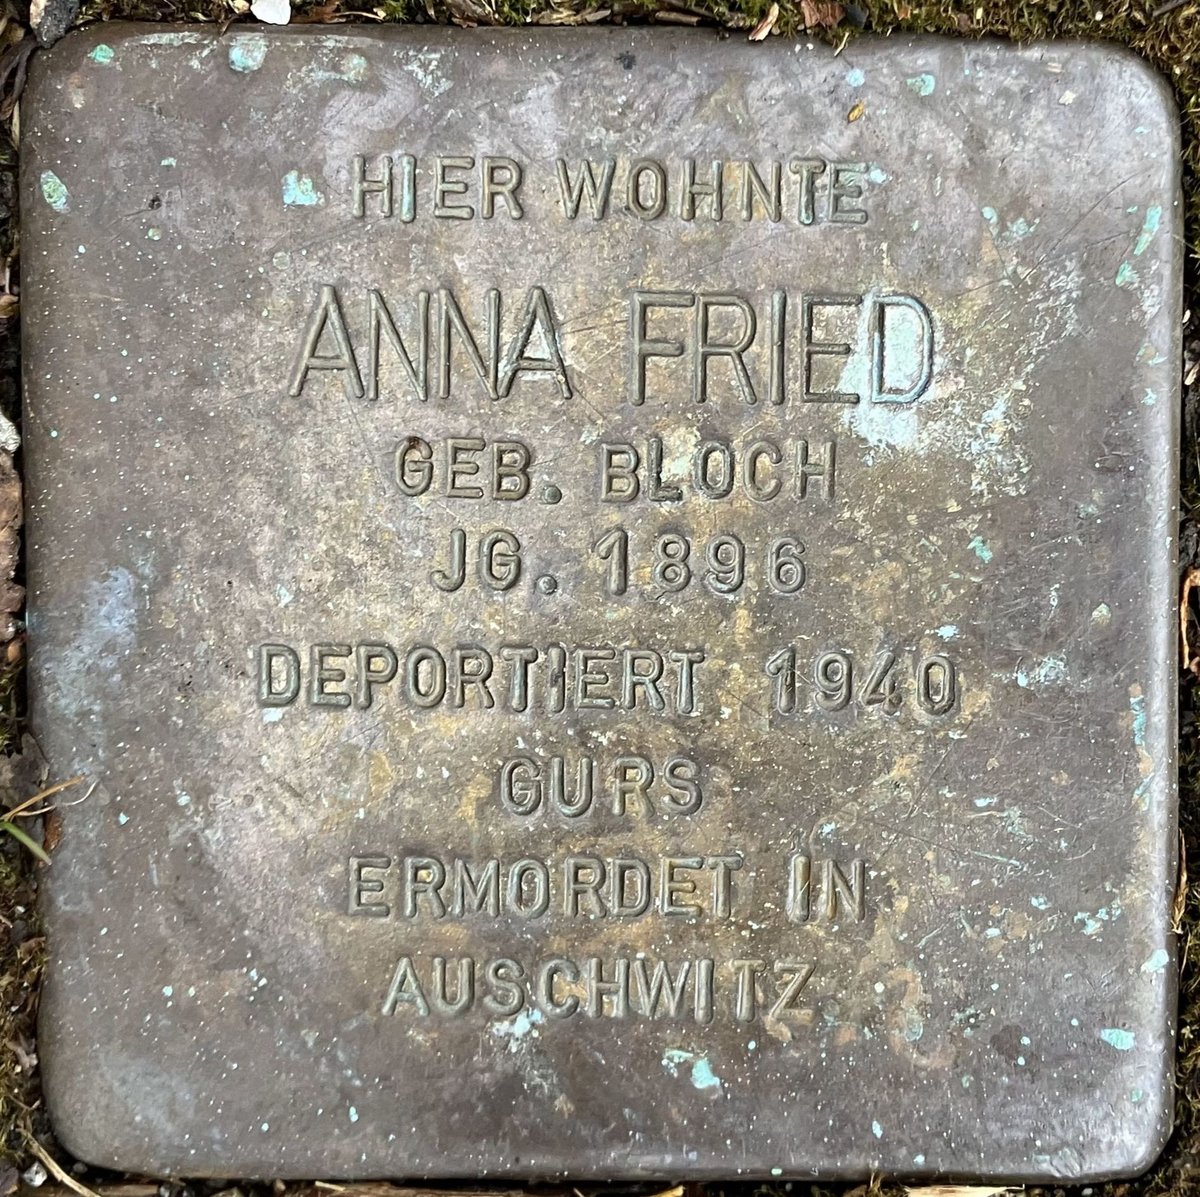 HIER WOHNTE
ANNA FRIED
GEB. BLOCH
JG. 1896
DEPORTIERT 1940
GURS
ERMORDET IN
AUSCHWITZ